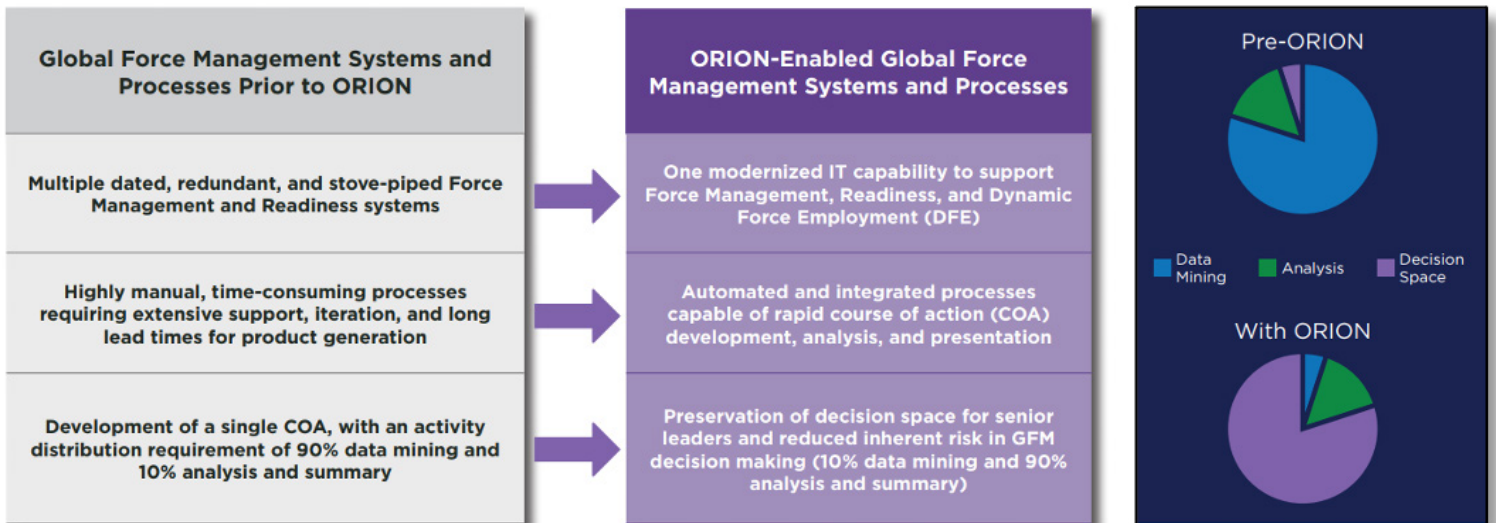 Global Force Management Systems and
Processes Prior to ORION
ORION-Enabled Global Force
Management Systems and Processes
Multiple dated, redundant, and stove-piped Force
Management and Readiness systems
One modernized IT capability to support
Force Management, Readiness, and Dynamic
Force Employment (DFE)
Highly manual, time-consuming processes
requiring extensive support, iteration, and long
lead times for product generation
Automated and integrated processes
capable of rapid course of action (COA)
development, analysis, and presentation
Development of a single COA, with an activity
distribution requirement of 90% data mining and
10% analysis and summary
Preservation of decision space for senior
leaders and reduced inherent risk in GFM
decision making (10% data mining and 90%
analysis and summary)
Pre-ORION
Data
Mining
Analysis
Decision
Space
With ORION